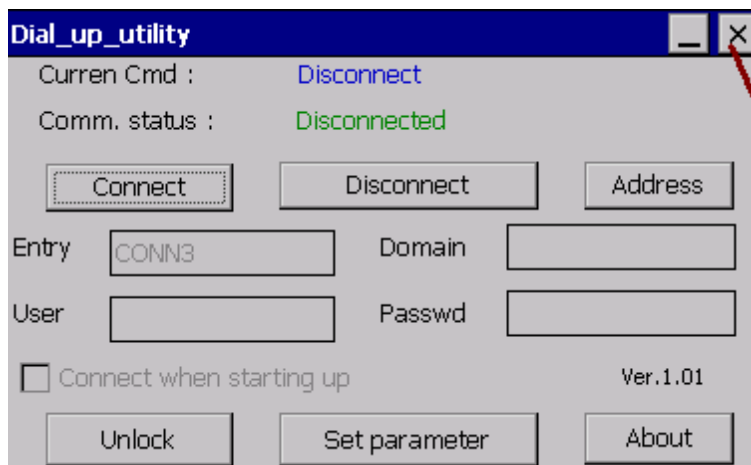 Dial_up_utility
Curren Cmd : Disconnect
Comm. status : Disconnected
Connect Disconnect Address
Entry CONN3 Domain
User Passwd
Connect when starting up Ver.1.01
Unlock Set parameter About